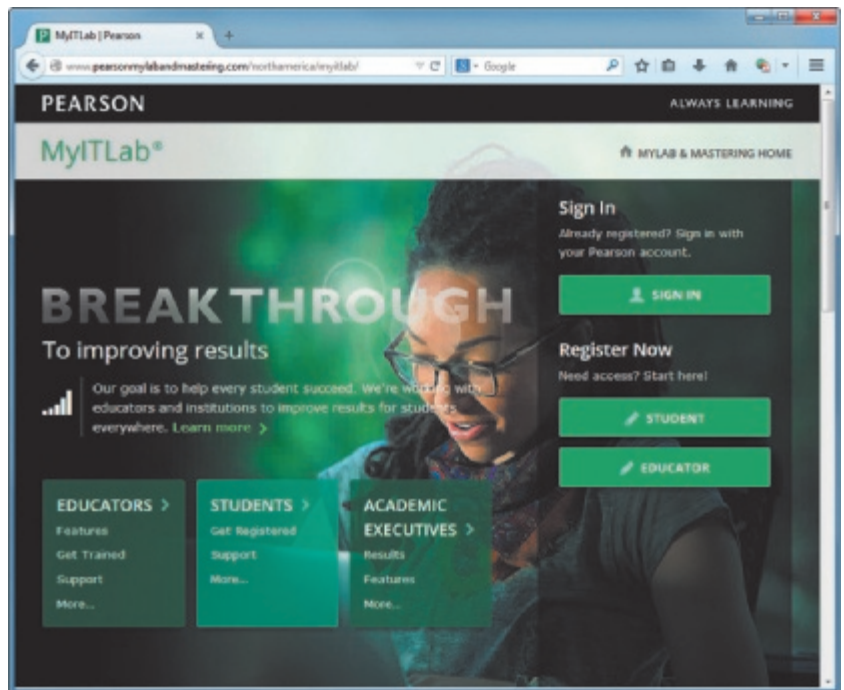 MyITLab | Pearson
www.pearsonmylabandmastering.com/northamerica/myitlab/
Google
PEARSON
ALWAYS LEARNING
MyITLab®
MYLAB & MASTERING HOME
BREAKTHROUGH
To improving results
Our goal is to help every student succeed. We're working with
educators and institutions to improve results for students
everywhere. Learn more >
EDUCATORS >
Features
Get Trained
Support
More...
STUDENTS >
Get Registered
Support
More...
ACADEMIC
EXECUTIVES >
Results
Features
More...
Sign In
Already registered? Sign in with
your Pearson account.
SIGN IN
Register Now
Need access? Start here!
STUDENT
EDUCATOR